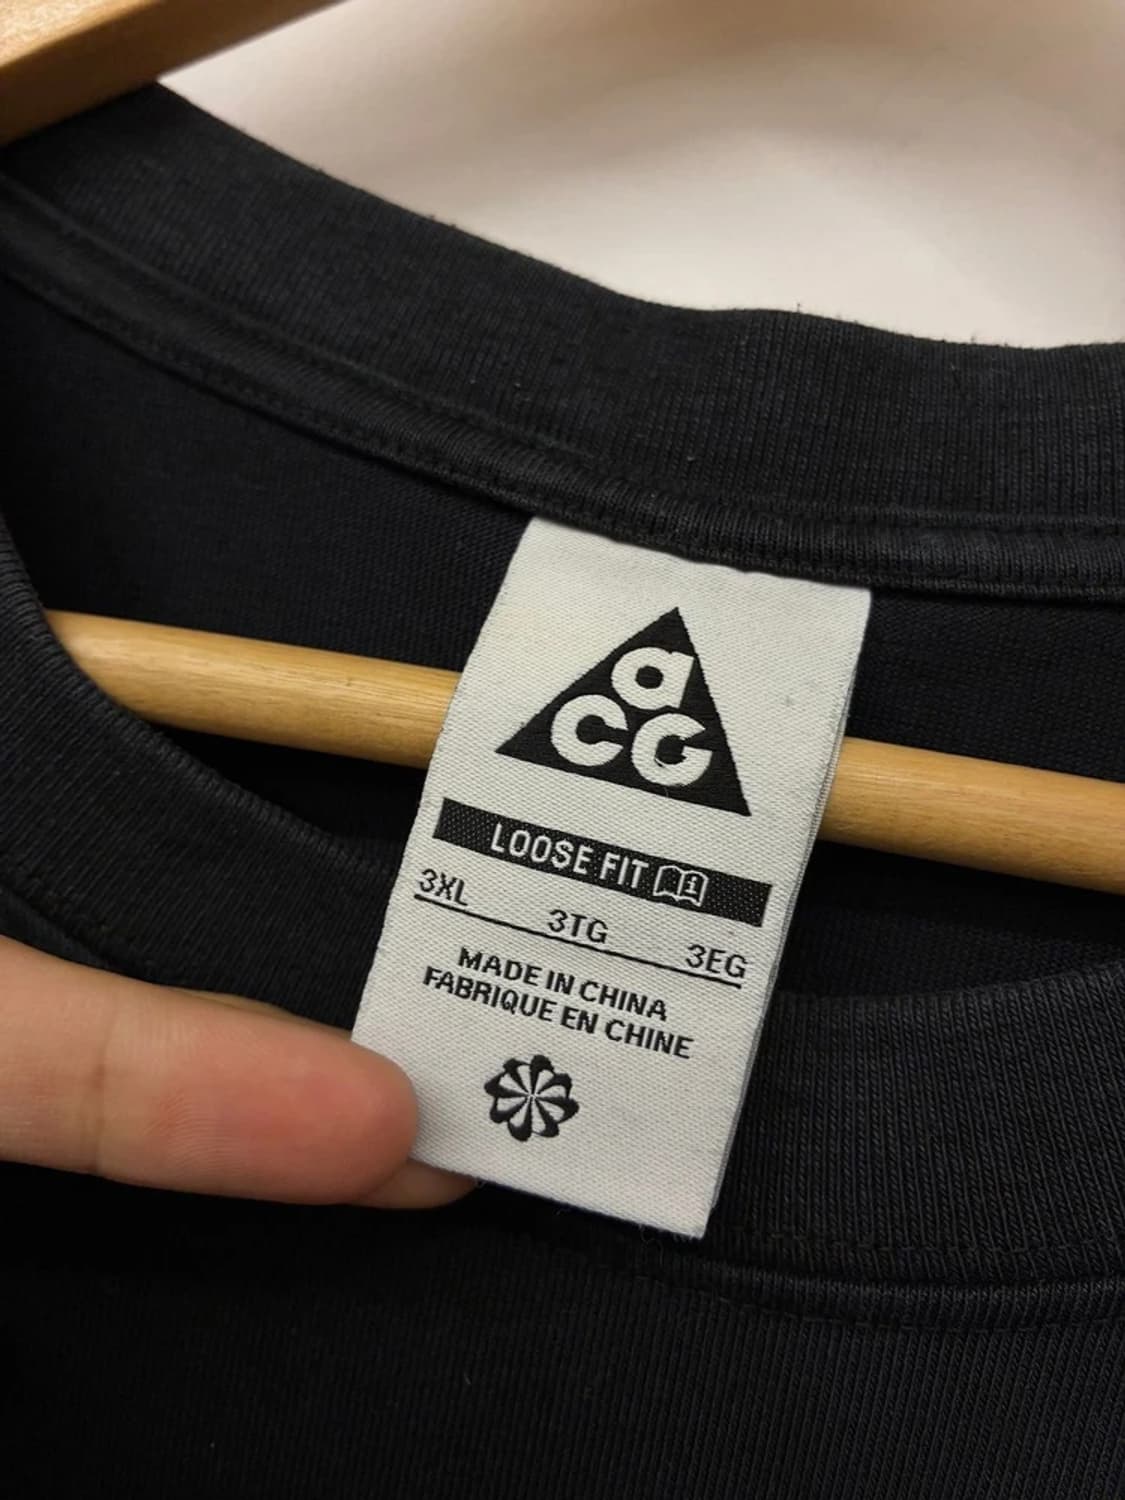 aCG
LOOSE FIT
3XL 3TG 3EG
MADE IN CHINA
FABRIQUE EN CHINE